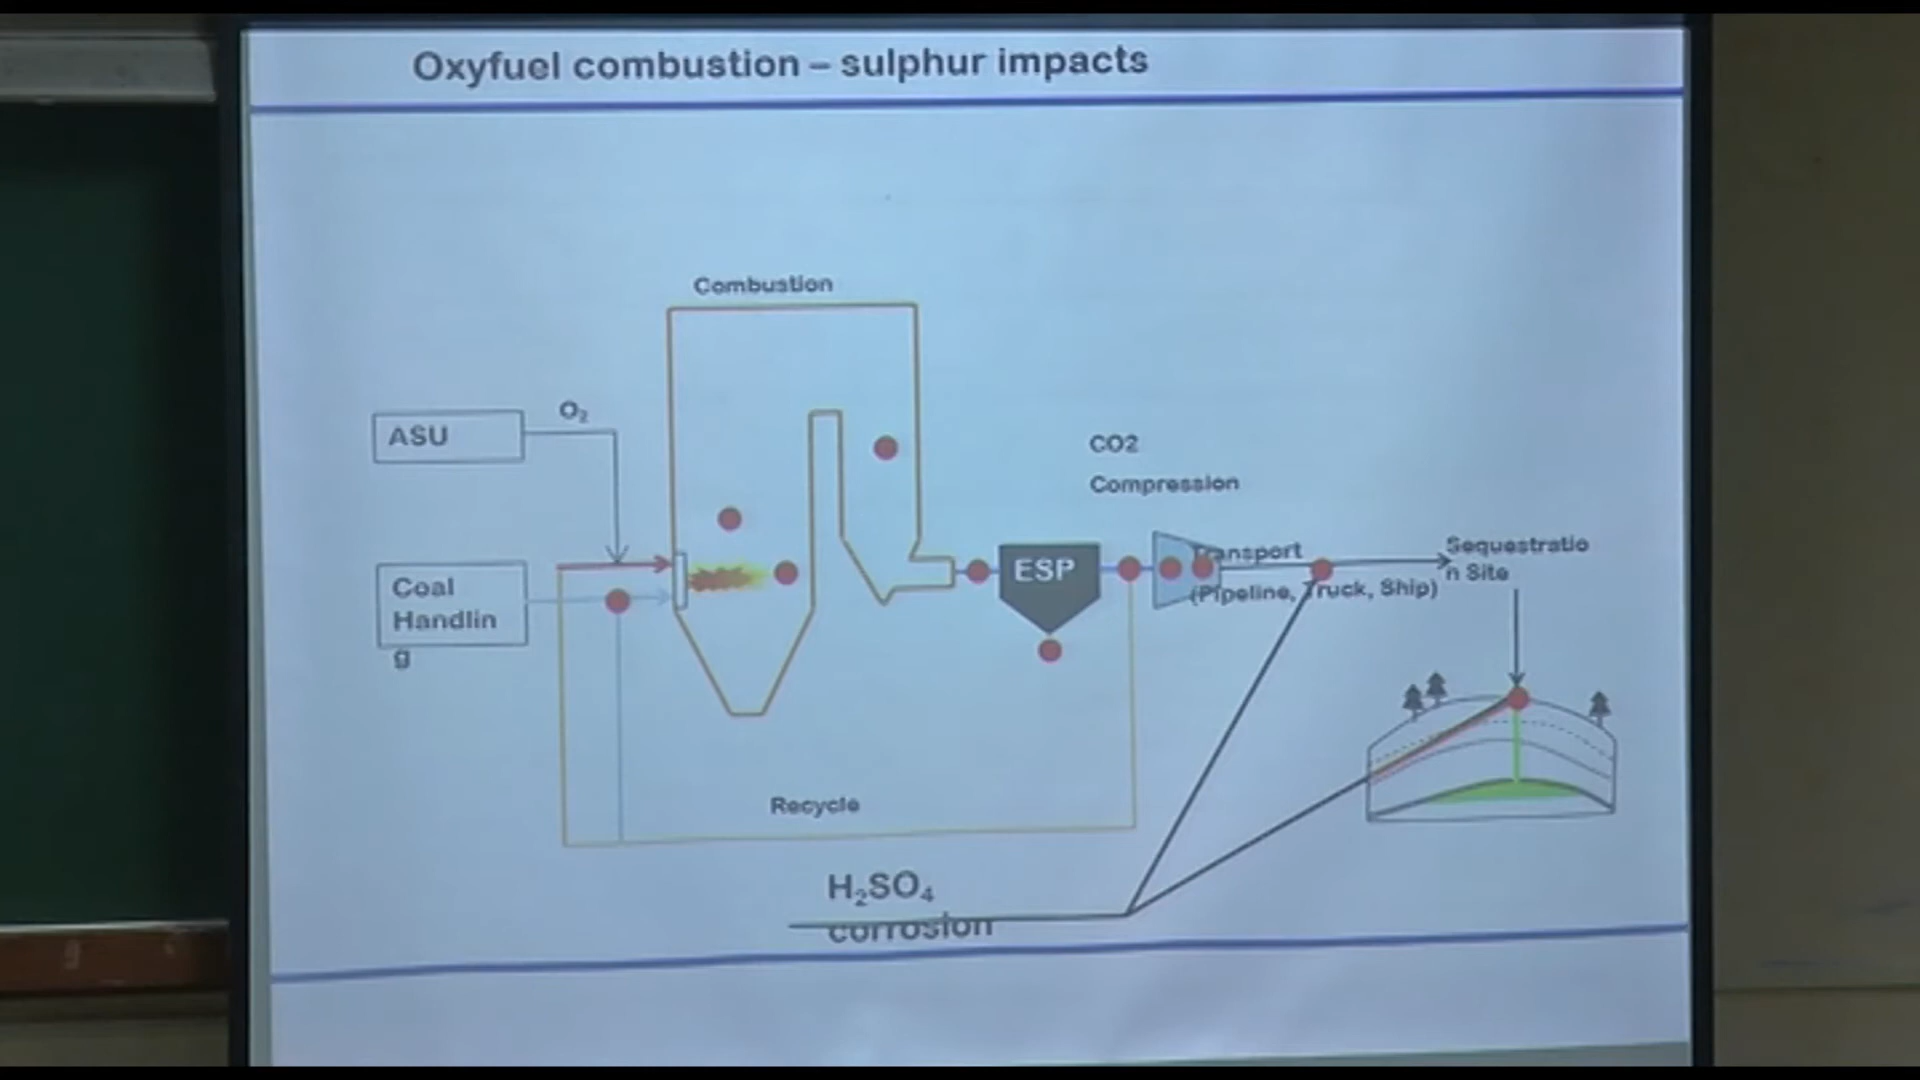 Oxyfuel combustion – sulphur impacts
Combustion
ASU
O₂
CO2
Compression
Coal
Handlin
g
ESP
Transport
(Pipeline, Truck, Ship)
Sequestratio
n Site
Recycle
H₂SO₄
corrosion